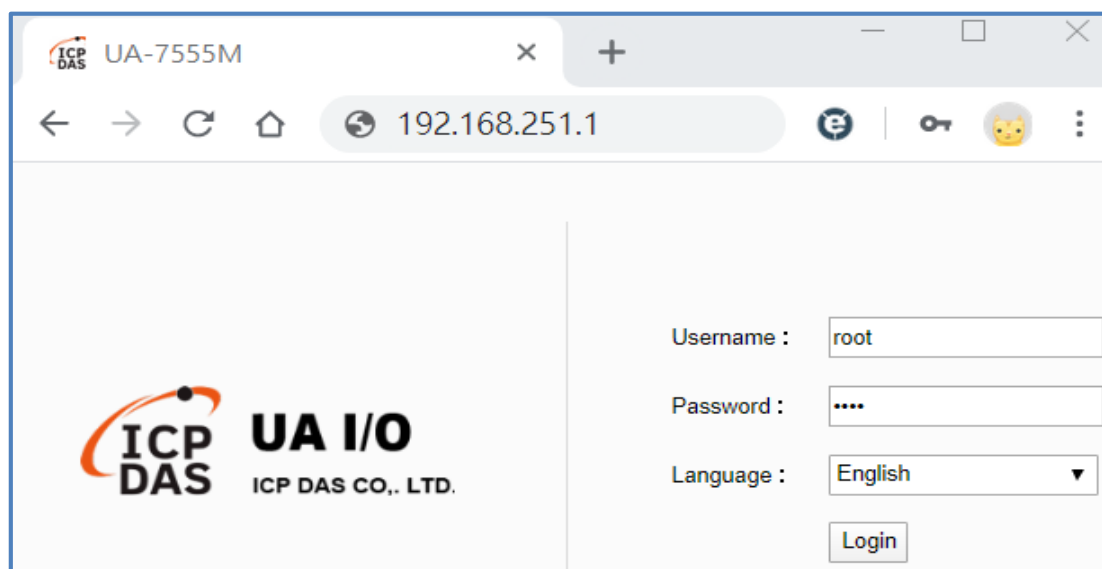 ICP DAS UA-7555M
192.168.251.1
Username :
root
Password :
••••
Language :
English
Login
ICP
DAS
UA I/O
ICP DAS CO,. LTD.